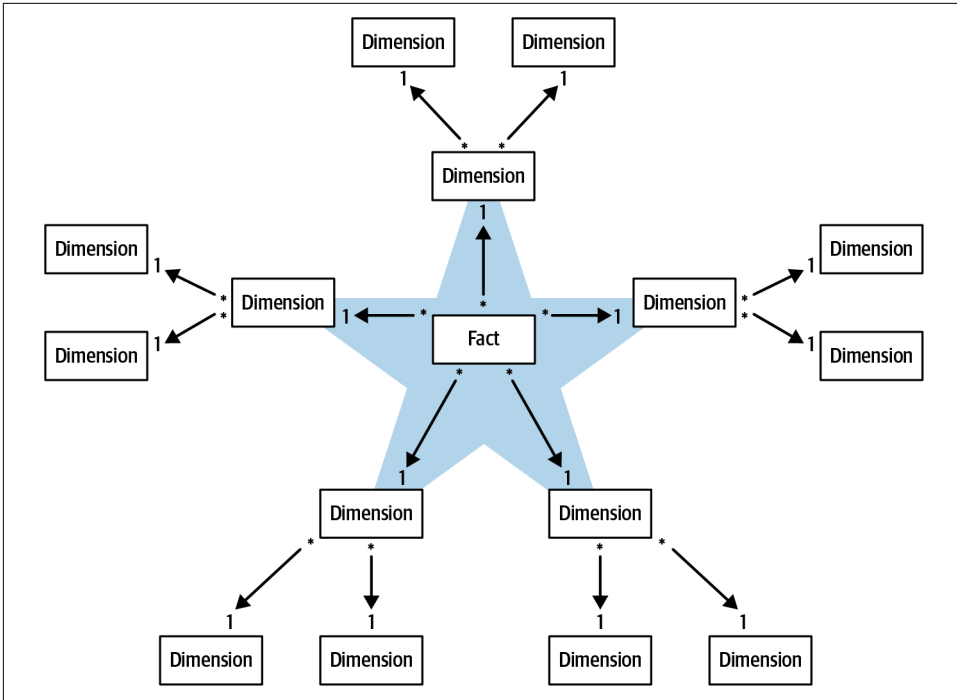 Dimension Dimension
1 1
* *
Dimension
1
Dimension Dimension
1 1
* Dimension * * Dimension *
* 1 1 *
Fact
Dimension 1 1 Dimension
* *
1 1
Dimension Dimension
* * * *
1 1 1 1
Dimension Dimension Dimension Dimension